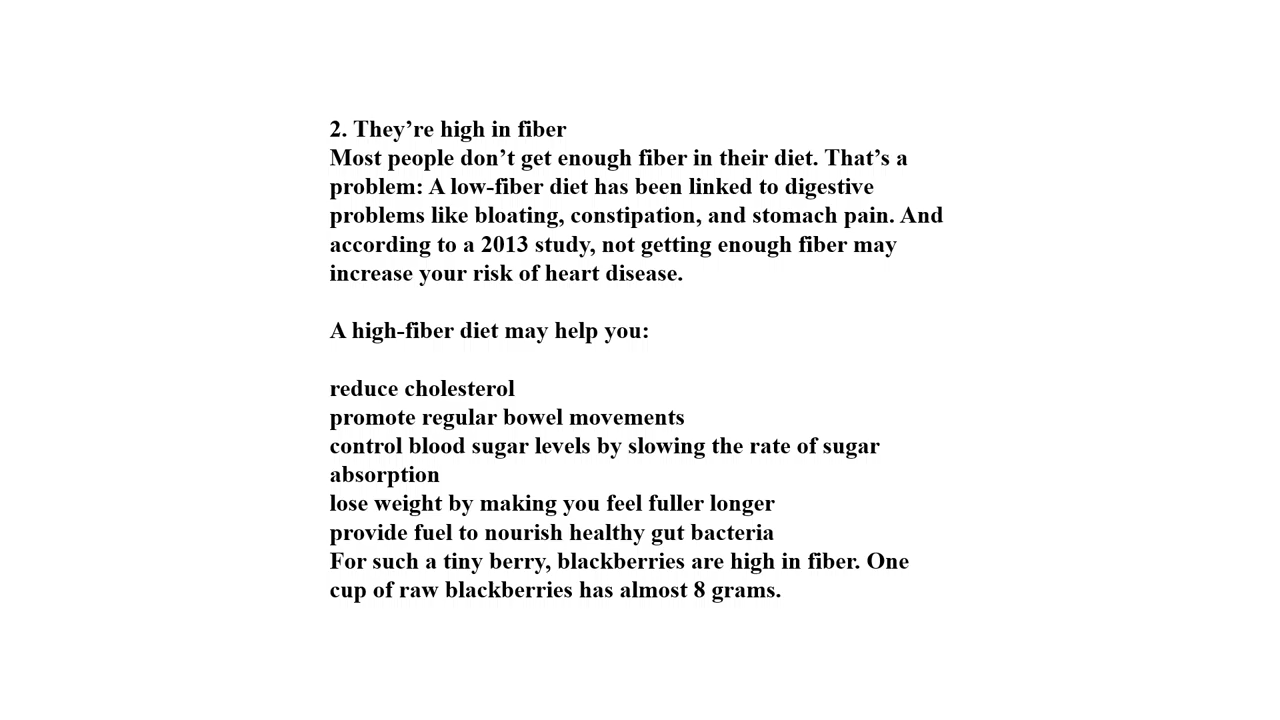 2. They’re high in fiber
Most people don’t get enough fiber in their diet. That’s a
problem: A low-fiber diet has been linked to digestive
problems like bloating, constipation, and stomach pain. And
according to a 2013 study, not getting enough fiber may
increase your risk of heart disease.
A high-fiber diet may help you:
reduce cholesterol
promote regular bowel movements
control blood sugar levels by slowing the rate of sugar
absorption
lose weight by making you feel fuller longer
provide fuel to nourish healthy gut bacteria
For such a tiny berry, blackberries are high in fiber. One
cup of raw blackberries has almost 8 grams.